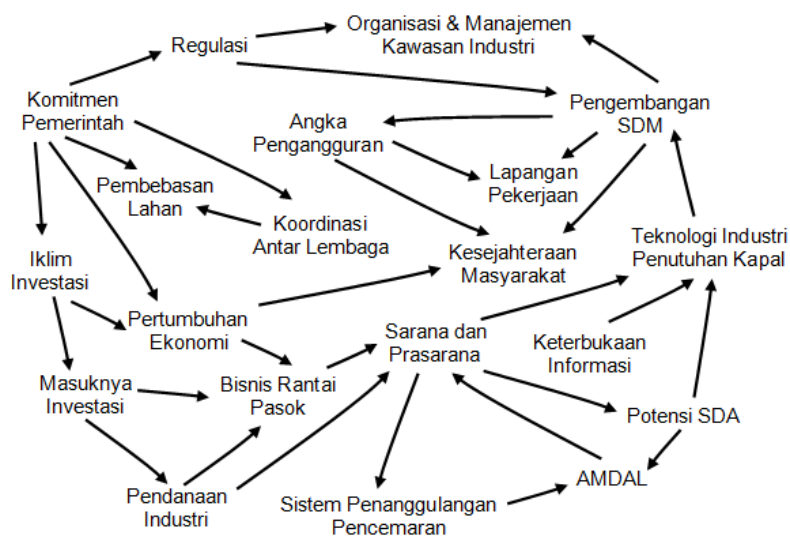 Regulasi
Organisasi & Manajemen
Kawasan Industri
Komitmen
Pemerintah
Angka
Pengangguran
Pengembangan
SDM
Pembebasan
Lahan
Lapangan
Pekerjaan
Koordinasi
Antar Lembaga
Iklim
Investasi
Kesejahteraan
Masyarakat
Teknologi Industri
Penutuhan Kapal
Pertumbuhan
Ekonomi
Sarana dan
Prasarana
Keterbukaan
Informasi
Masuknya
Investasi
Bisnis Rantai
Pasok
Potensi SDA
Pendanaan
Industri
Sistem Penanggulangan
Pencemaran
AMDAL